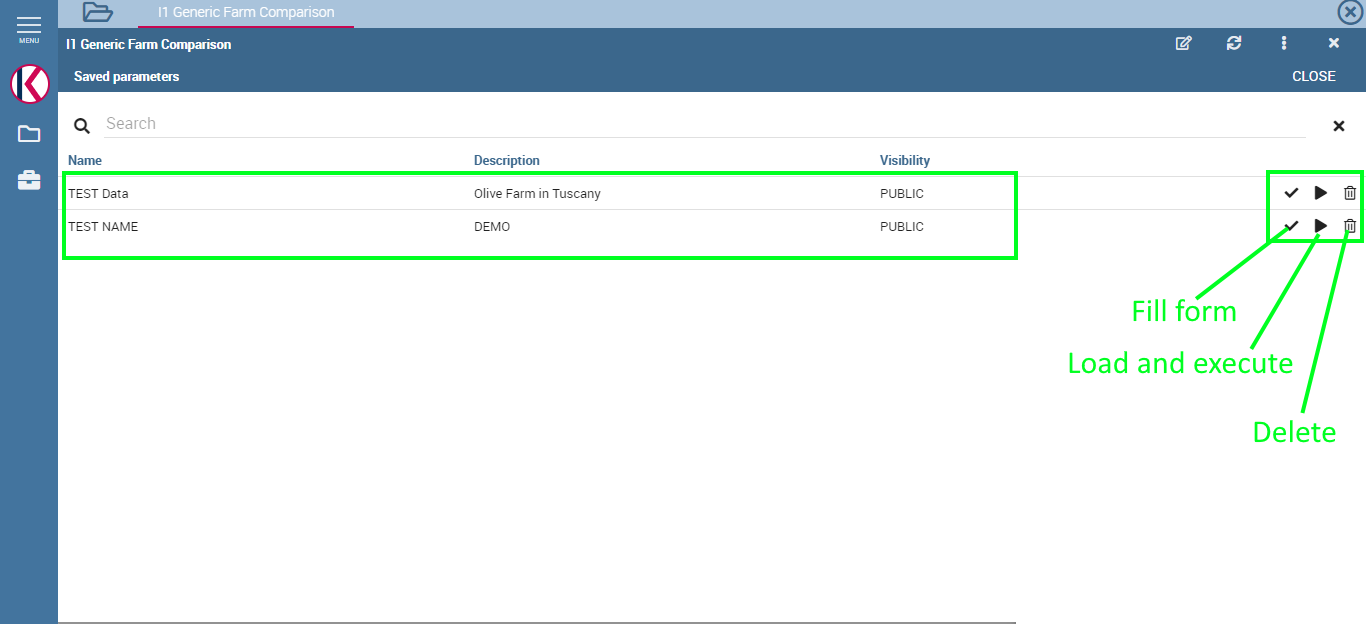 I1 Generic Farm Comparison
MENU
I1 Generic Farm Comparison
Saved parameters CLOSE
Search
Name Description Visibility
TEST Data Olive Farm in Tuscany PUBLIC
TEST NAME DEMO PUBLIC
Fill form
Load and execute
Delete